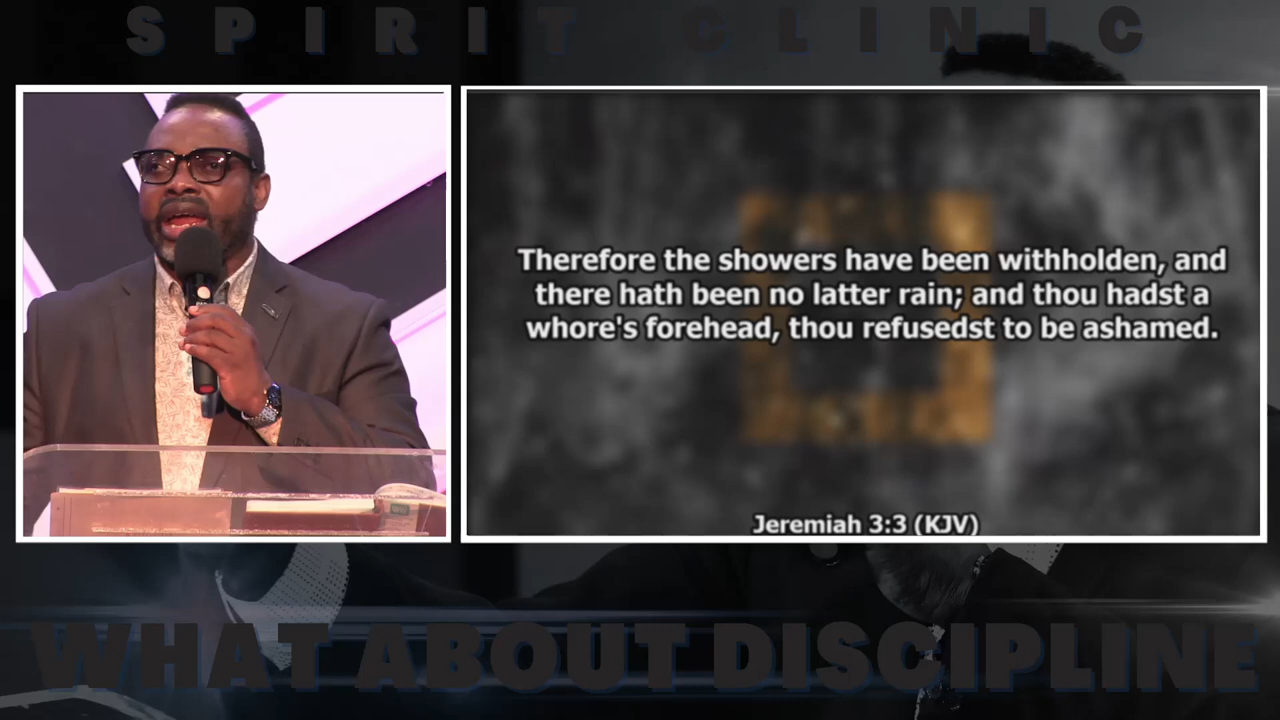 SPIRIT CLINIC
Therefore the showers have been withholden, and
there hath been no latter rain; and thou hadst a
whore's forehead, thou refusedst to be ashamed.
Jeremiah 3:3 (KJV)
WHAT ABOUT DISCIPLINE